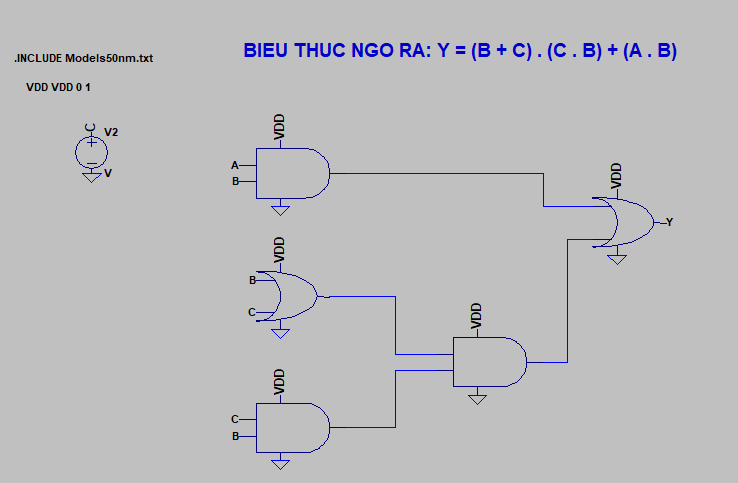 BIEU THUC NGO RA: Y = (B + C) . (C . B) + (A . B)
.INCLUDE Models50nm.txt
VDD VDD 0 1
C
V2
V
VDD
A
B
VDD
Y
VDD
B
C
VDD
VDD
C
B